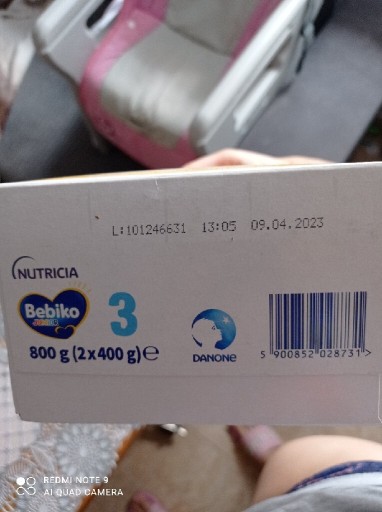 L:101246631 13:05 09.04.2023
NUTRICIA
Bebiko
JUNIOR
3
800 g (2x400 g)e
DANONE
5 900852 028731 >
REDMI NOTE 9
AI QUAD CAMERA